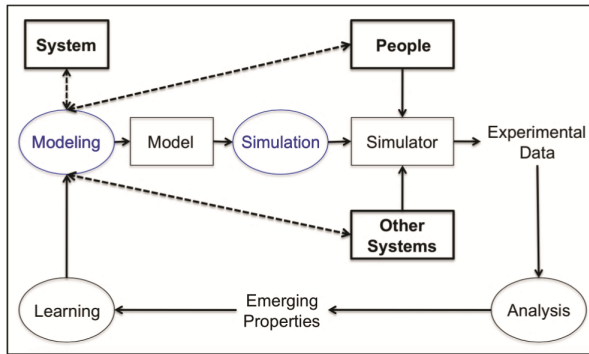 System
People
Modeling
Model
Simulation
Simulator
Experimental
Data
Other
Systems
Learning
Emerging
Properties
Analysis